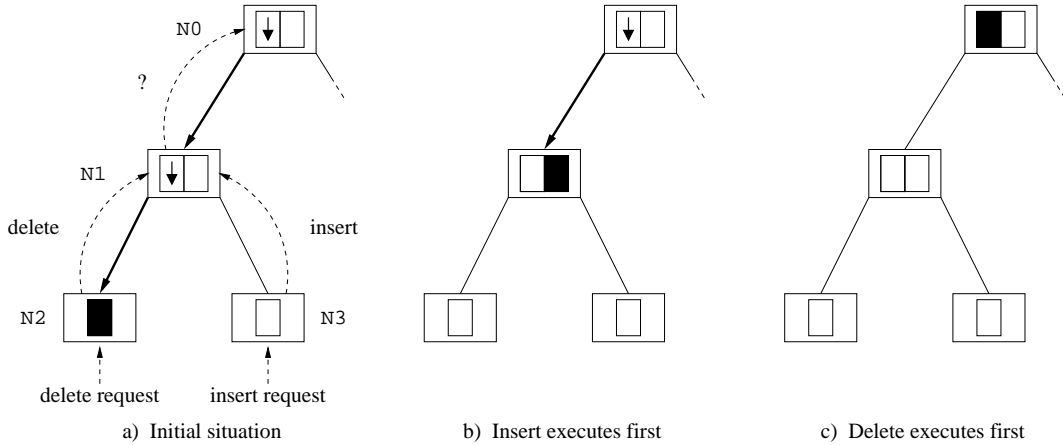 N0
?
N1
delete
insert
N2
N3
delete request
insert request
a) Initial situation
b) Insert executes first
c) Delete executes first